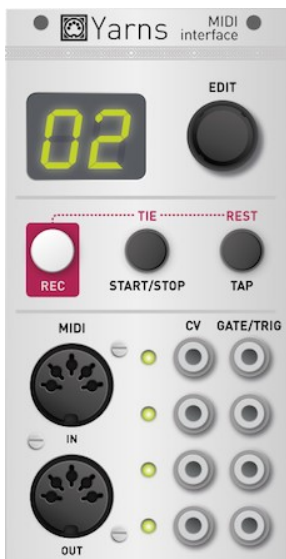 Yarns MIDI
interface
02 EDIT
TIE REST
REC START/STOP TAP
MIDI CV GATE/TRIG
IN
OUT